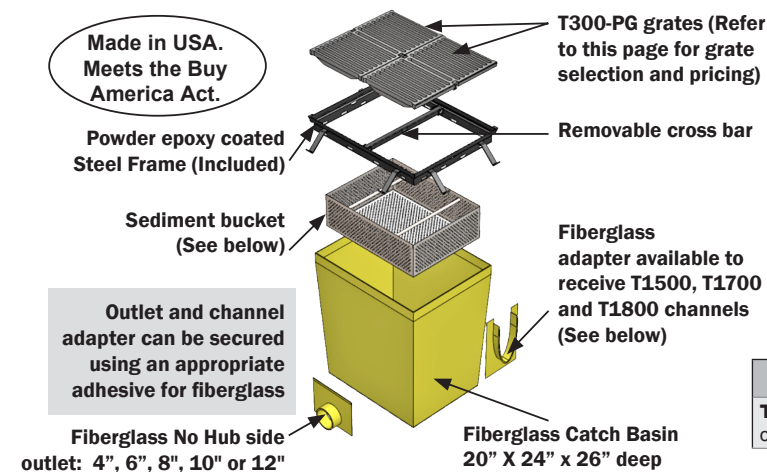 Made in USA.
Meets the Buy
America Act.
T300-PG grates (Refer
to this page for grate
selection and pricing)
Powder epoxy coated
Steel Frame (Included)
Removable cross bar
Sediment bucket
(See below)
Fiberglass
adapter available to
receive T1500, T1700
and T1800 channels
(See below)
Outlet and channel
adapter can be secured
using an appropriate
adhesive for fiberglass
Fiberglass No Hub side
outlet:  4”, 6”, 8", 10" or 12"
Fiberglass Catch Basin
20” X 24” x 26” deep